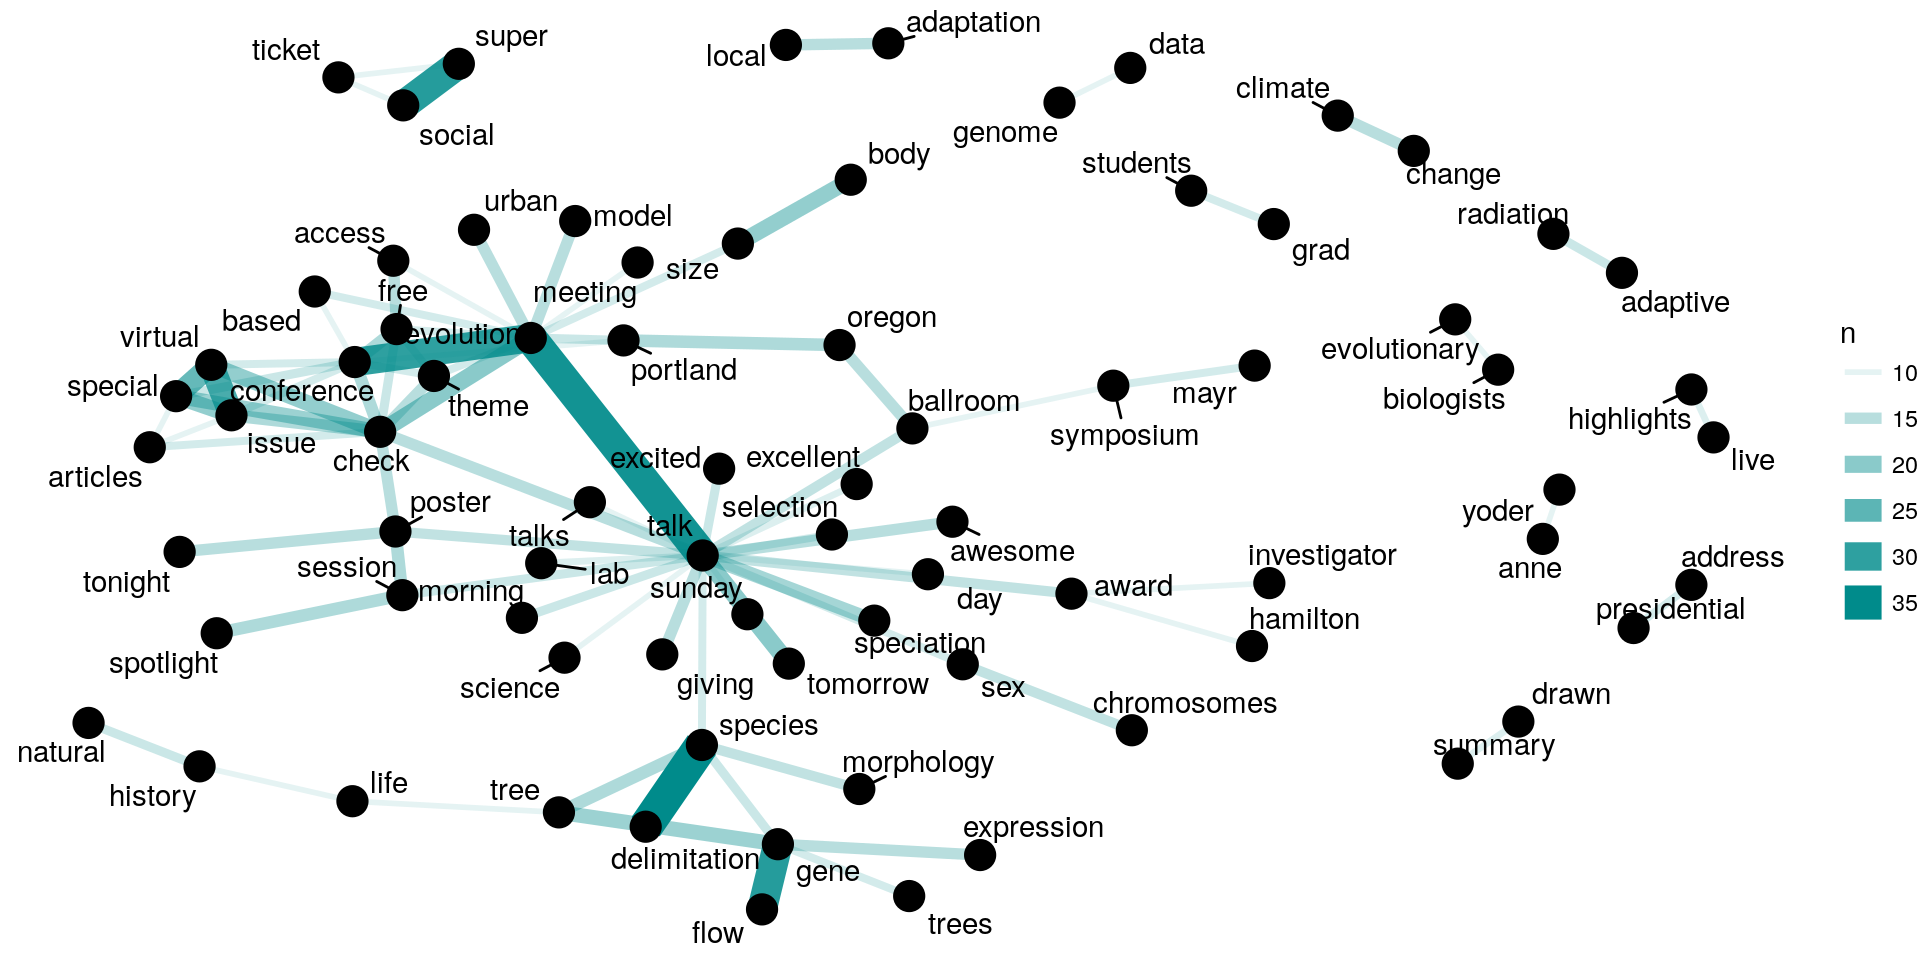 adaptation
super
data
ticket
local
climate
genome
social
body
students
change
urban
model
radiation
access
grad
size
free
meeting
adaptive
based
oregon
n
virtual
evolution
evolutionary
portland
10
special
conference
mayr
biologists
ballroom
theme
highlights
15
issue
symposium
check
excited
excellent
live
20
articles
poster
selection
yoder
25
talks
talk
awesome
investigator
address
30
session
anne
tonight
lab
sunday
award
morning
day
presidential
35
hamilton
speciation
spotlight
science
giving
tomorrow
sex
drawn
chromosomes
species
summary
natural
morphology
life
tree
history
expression
delimitation
gene
trees
flow